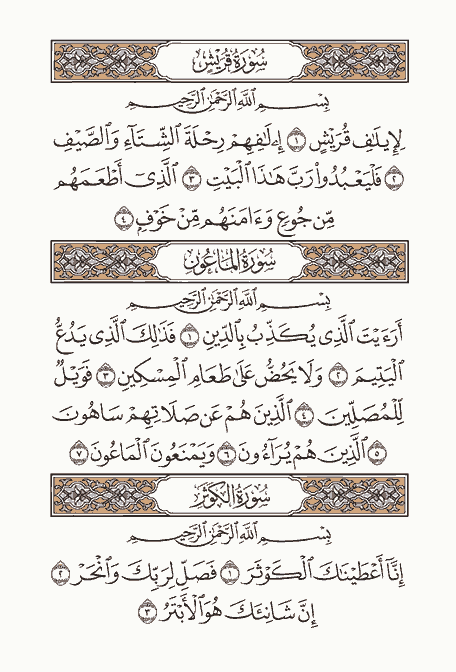 سُورَةُ قُرَيْشٍ
بِسْمِ ٱللَّهِ ٱلرَّحْمَٰنِ ٱلرَّحِيمِ
لِإِيلَٰفِ قُرَيْشٍ ١ إِۦلَٰفِهِمْ رِحْلَةَ ٱلشِّتَآءِ وَٱلصَّيْفِ
٢ فَلْيَعْبُدُوا۟ رَبَّ هَٰذَا ٱلْبَيْتِ ٣ ٱلَّذِىٓ أَطْعَمَهُم
مِّن جُوعٍ وَءَامَنَهُم مِّنْ خَوْفٍۭ ٤
سُورَةُ المَاعُونِ
بِسْمِ ٱللَّهِ ٱلرَّحْمَٰنِ ٱلرَّحِيمِ
أَرَءَيْتَ ٱلَّذِى يُكَذِّبُ بِٱلدِّينِ ١ فَذَٰلِكَ ٱلَّذِى يَدُعُّ
ٱلْيَتِيمَ ٢ وَلَا يَحُضُّ عَلَىٰ طَعَامِ ٱلْمِسْكِينِ ٣ فَوَيْلٌ
لِّلْمُصَلِّينَ ٤ ٱلَّذِينَ هُمْ عَن صَلَاتِهِمْ سَاهُونَ
٥ ٱلَّذِينَ هُمْ يُرَآءُونَ ٦ وَيَمْنَعُونَ ٱلْمَاعُونَ ٧
سُورَةُ الكَوْثَرِ
بِسْمِ ٱللَّهِ ٱلرَّحْمَٰنِ ٱلرَّحِيمِ
إِنَّآ أَعْطَيْنَٰكَ ٱلْكَوْثَرَ ١ فَصَلِّ لِرَبِّكَ وَٱنْحَرْ ٢
إِنَّ شَانِئَكَ هُوَ ٱلْأَبْتَرُ ٣